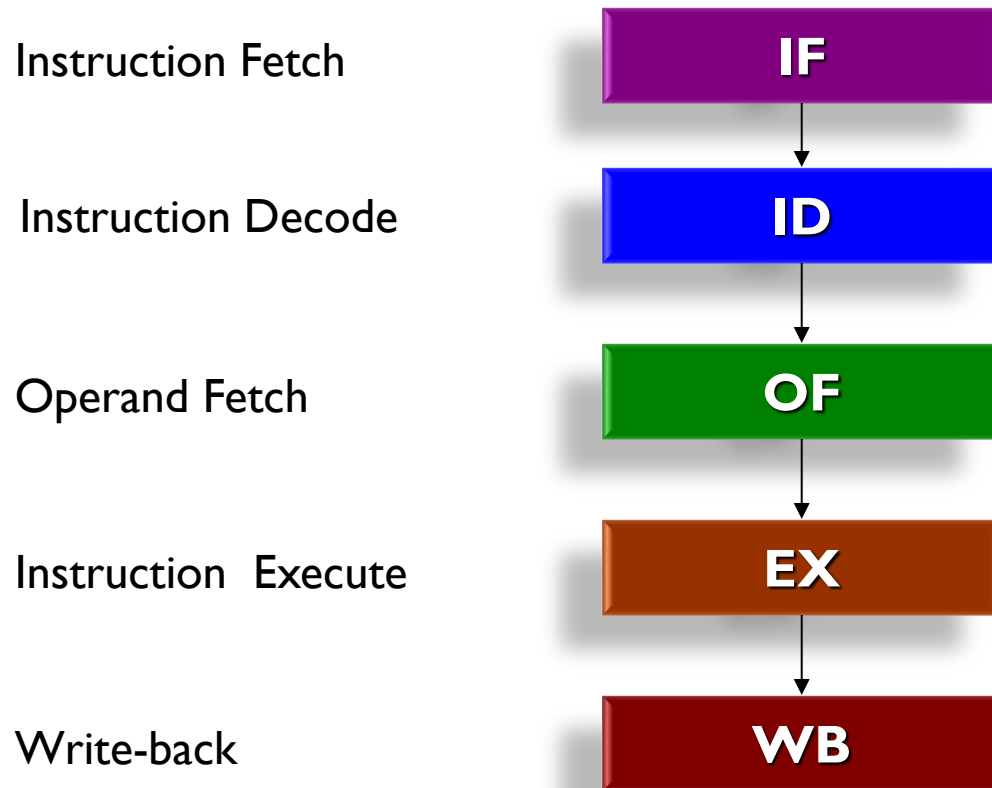 Instruction Fetch IF
Instruction Decode ID
Operand Fetch OF
Instruction Execute EX
Write-back WB